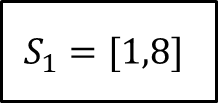 S₁ = [1,8]